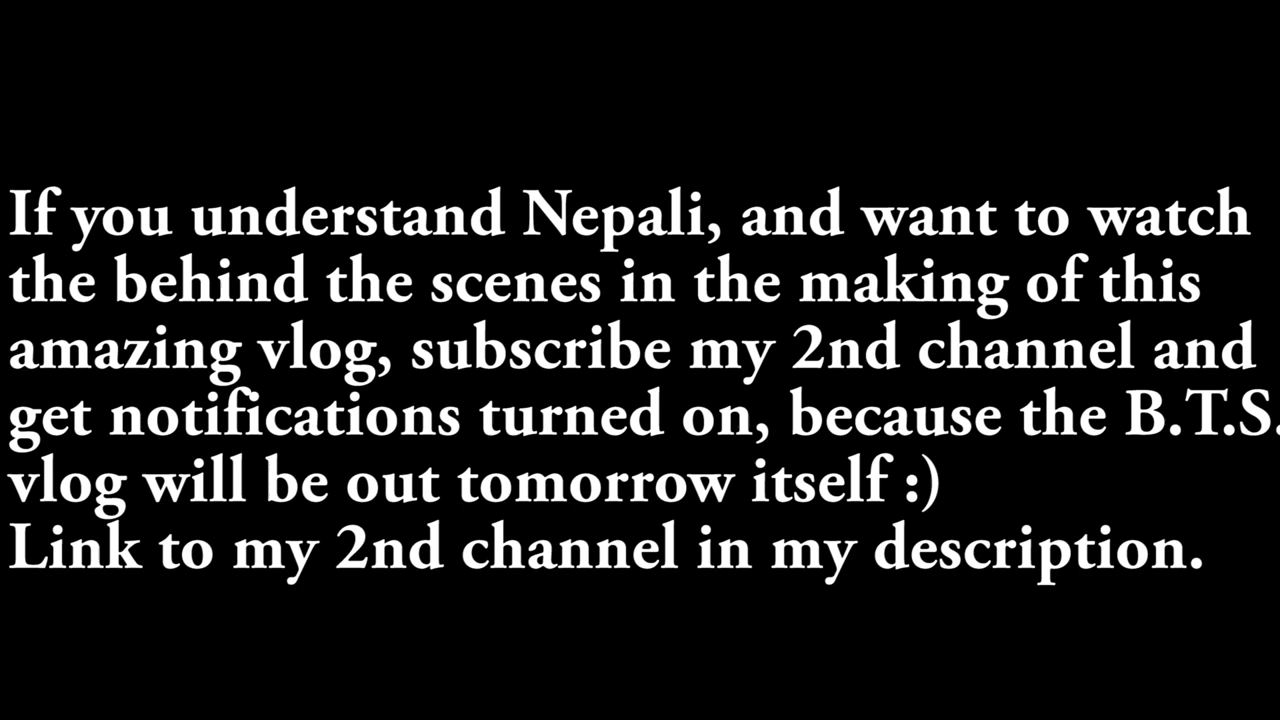 If you understand Nepali, and want to watch
the behind the scenes in the making of this
amazing vlog, subscribe my 2nd channel and
get notifications turned on, because the B.T.S.
vlog will be out tomorrow itself :)
Link to my 2nd channel in my description.